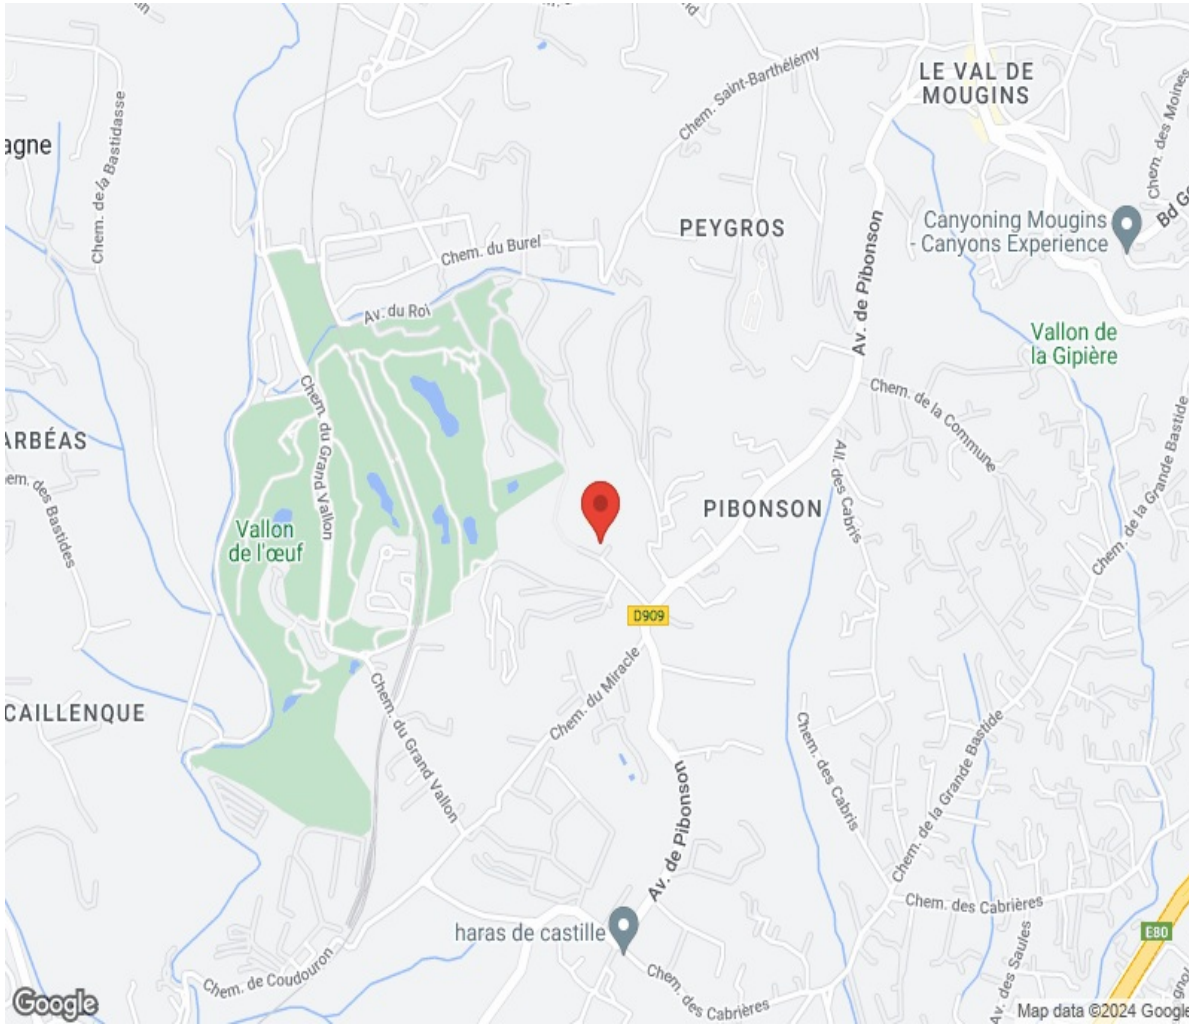 LE VAL DE
MOUGINS
Chem. Saint-Barthélémy
Chem. des Moines
agne
Chem. de la Bastidasse
PEYGROS
Canyoning Mougins
- Canyons Experience
Bd
Chem. du Burel
Av. de Pibonson
Av. du Roi
Vallon de
la Gipière
Chem. du Grand Vallon
Chem. de la Commune
ARBÉAS
All. des Cabris
Chem. de la Grande Bastide
em. des Bastides
PIBONSON
Vallon
de l'œuf
D909
Chem. du Miracle
CAILLENQUE
Chem. du Grand Vallon
Chem. des Cabris
Chem. de la Grande Bastide
Av. de Pibonson
Chem. des Cabrières
haras de castille
E80
Av. des Saules
Chem. de Coudouron
Chem. des Cabrières
Google
Map data ©2024 Google